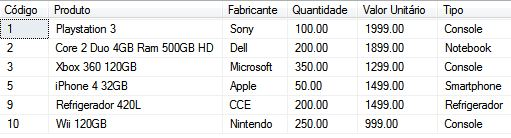 Código Produto Fabricante Quantidade Valor Unitário Tipo
1 Playstation 3 Sony 100.00 1999.00 Console
2 Core 2 Duo 4GB Ram 500GB HD Dell 200.00 1899.00 Notebook
3 Xbox 360 120GB Microsoft 350.00 1299.00 Console
5 iPhone 4 32GB Apple 50.00 1499.00 Smartphone
9 Refrigerador 420L CCE 200.00 1499.00 Refrigerador
10 Wii 120GB Nintendo 250.00 999.00 Console